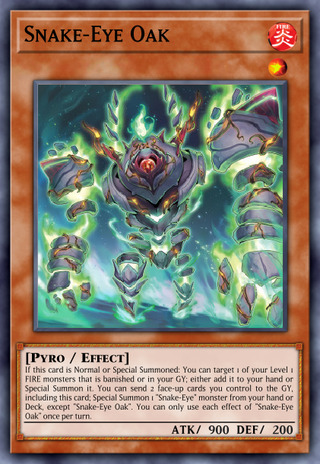 Snake-Eye Oak
FIRE
炎
[Pyro / Effect]
If this card is Normal or Special Summoned: You can target 1 of your Level 1
FIRE monsters that is banished or in your GY; either add it to your hand or
Special Summon it. You can send 2 face-up cards you control to the GY,
including this card; Special Summon 1 "Snake-Eye" monster from your hand or
Deck, except "Snake-Eye Oak". You can only use each effect of "Snake-Eye
Oak" once per turn.
ATK/ 900 DEF/ 200